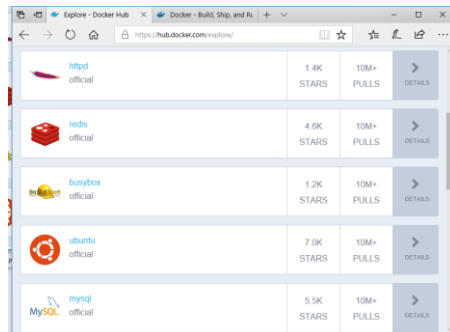 Explore - Docker Hub
Docker - Build, Ship, and Ru
https://hub.docker.com/explore/
httpd
official
1.4K
STARS
10M+
PULLS
DETAILS
redis
official
4.6K
STARS
10M+
PULLS
DETAILS
busybox
official
1.2K
STARS
10M+
PULLS
DETAILS
ubuntu
official
7.0K
STARS
10M+
PULLS
DETAILS
MySQL
mysql
official
5.5K
STARS
10M+
PULLS
DETAILS